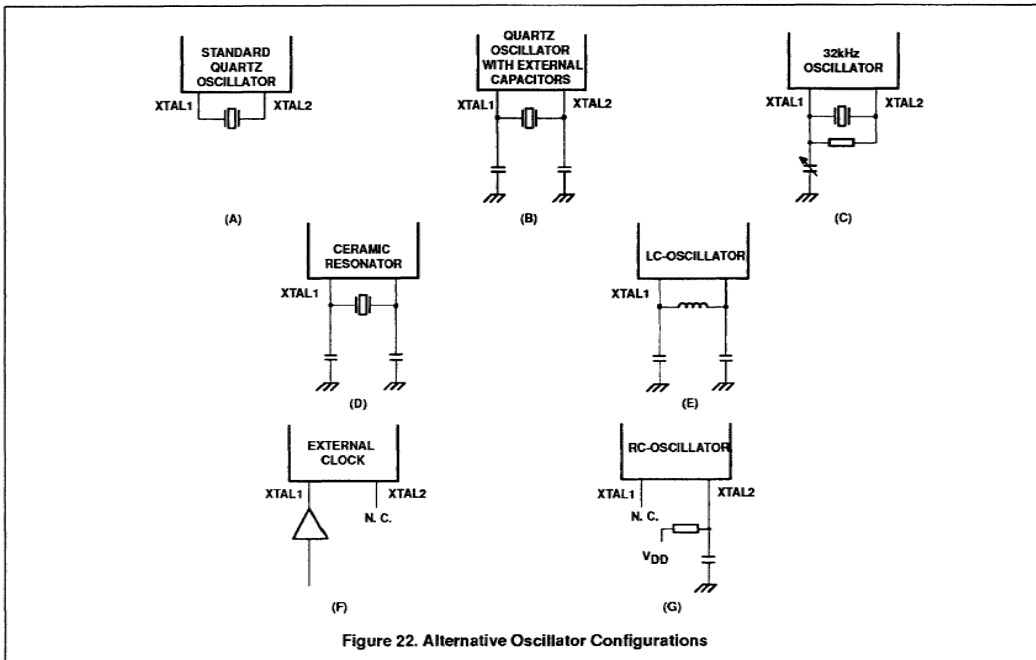 STANDARD
QUARTZ
OSCILLATOR
XTAL1
XTAL2
(A)
QUARTZ
OSCILLATOR
WITH EXTERNAL
CAPACITORS
XTAL1
XTAL2
(B)
32kHz
OSCILLATOR
XTAL1
XTAL2
(C)
CERAMIC
RESONATOR
XTAL1
(D)
LC-OSCILLATOR
XTAL1
(E)
EXTERNAL
CLOCK
XTAL1
XTAL2
N. C.
(F)
RC-OSCILLATOR
XTAL1
XTAL2
N. C.
VDD
(G)
Figure 22. Alternative Oscillator Configurations